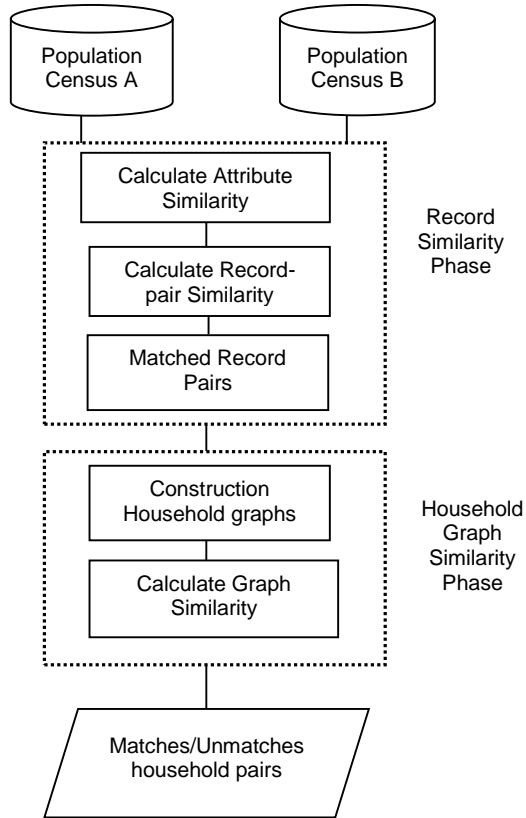 Population
Census A
Population
Census B
Calculate Attribute
Similarity
Calculate Record-
pair Similarity
Matched Record
Pairs
Record
Similarity
Phase
Construction
Household graphs
Calculate Graph
Similarity
Household
Graph
Similarity
Phase
Matches/Unmatches
household pairs